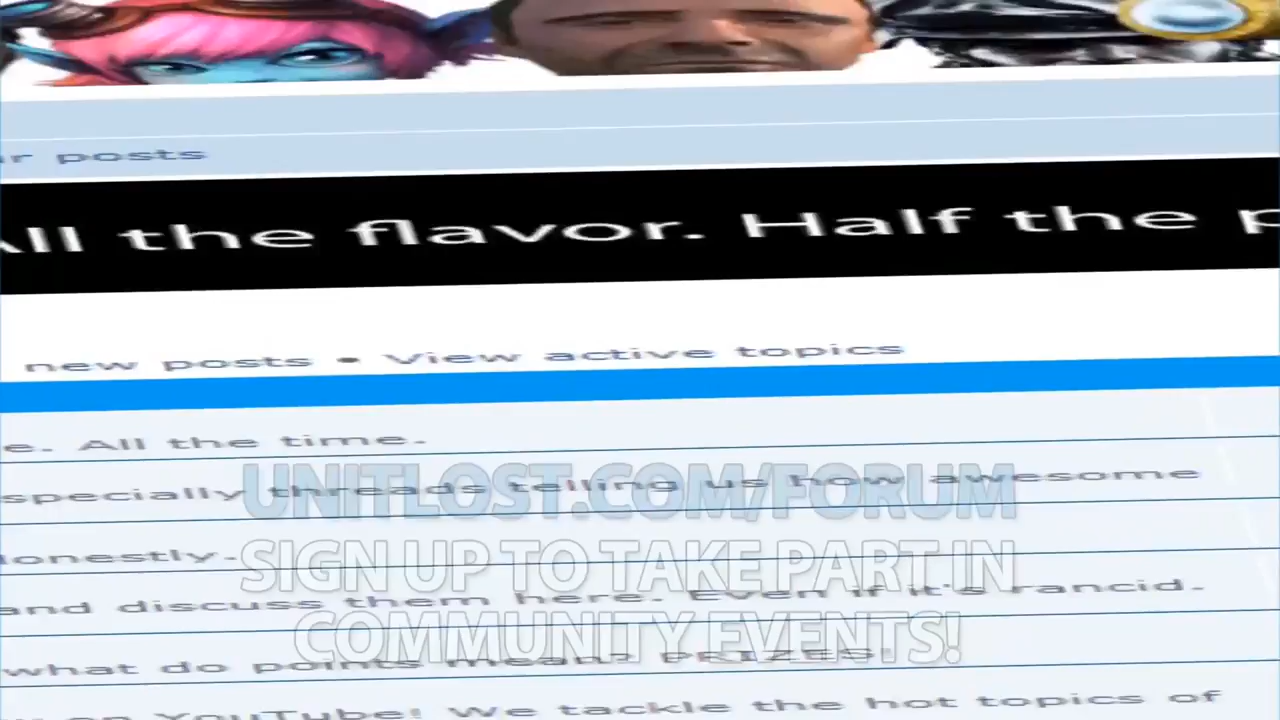 posts
All the flavor. Half the
new posts • View active topics
e. All the time.
specially threads telling us how awesome
UNITLOST.COM/FORUM
onestly.
SIGN UP TO TAKE PART IN
and discuss them here. Even if it's rancid.
COMMUNITY EVENTS!
what do points mean? PRIZES!
on YouTube! We tackle the hot topics of